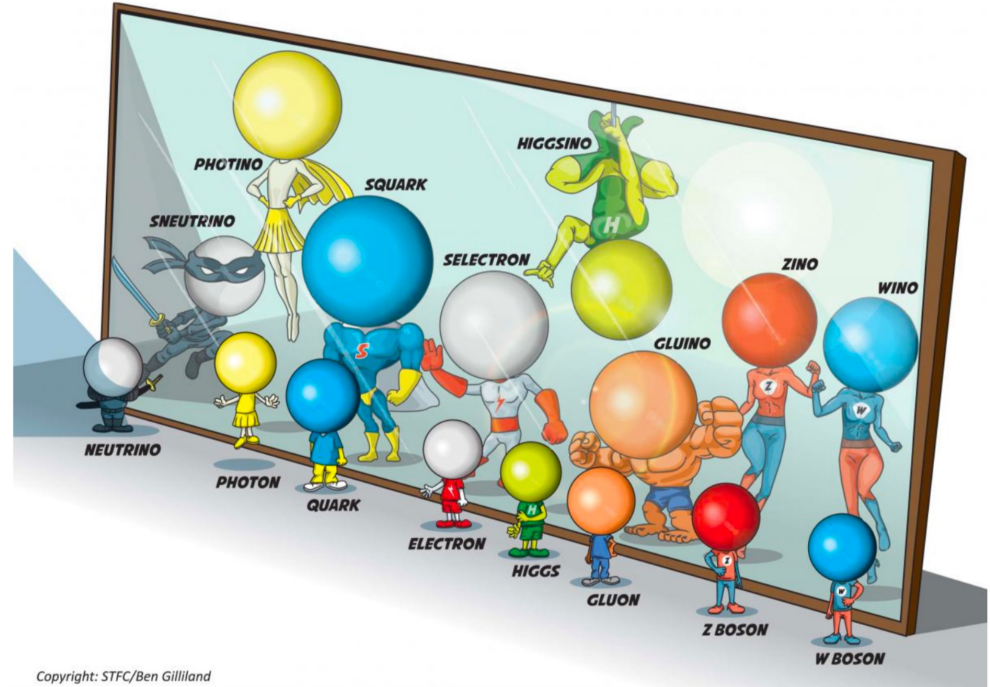 PHOTINO
SNEUTRINO
SQUARK
HIGGSINO
SELECTRON
ZINO
WINO
GLUINO
S
H
Z
W
NEUTRINO
PHOTON
QUARK
ELECTRON
HIGGS
GLUON
Z BOSON
W BOSON
H
Z
W
Copyright: STFC/Ben Gilliland